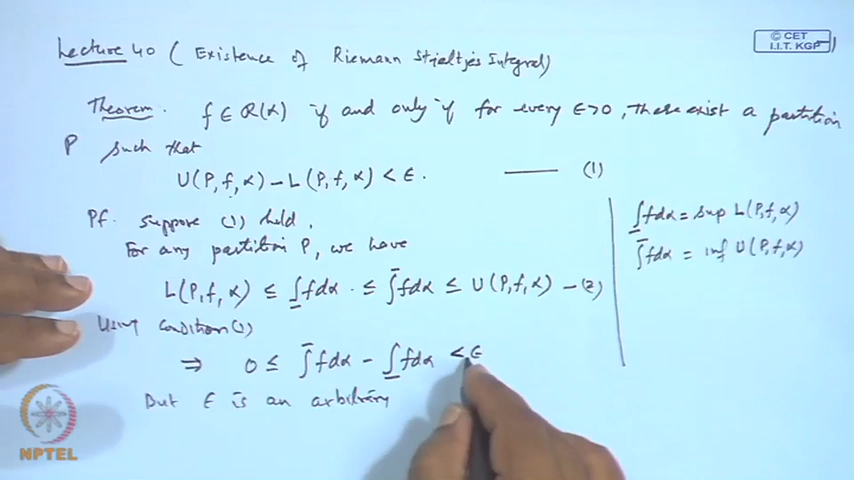 © CET
I.I.T. KGP
Lecture 40 ( Existence of Riemann Stieltjes Integral)
Theorem. f ∈ R(α) if and only if for every ε>0, There exist a partition
P such that
U(P,f,α) - L(P,f,α) < ε. —— (1)
Pf. Suppose (1) held.
For any partition P, we have
L(P,f,α) ≤ ∫̲fdα ≤ ∫̄fdα ≤ U(P,f,α) —(2)
∫̲fdα = Sup L(P,f,α)
∫̄fdα = inf U(P,f,α)
Using condition(1)
⇒ 0 ≤ ∫̄fdα - ∫̲fdα < ε
But ε is an arbitrary
NPTEL